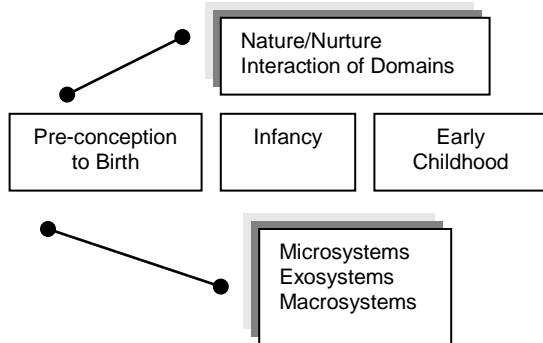 Nature/Nurture
Interaction of Domains
Pre-conception
to Birth
Infancy
Early
Childhood
Microsystems
Exosystems
Macrosystems